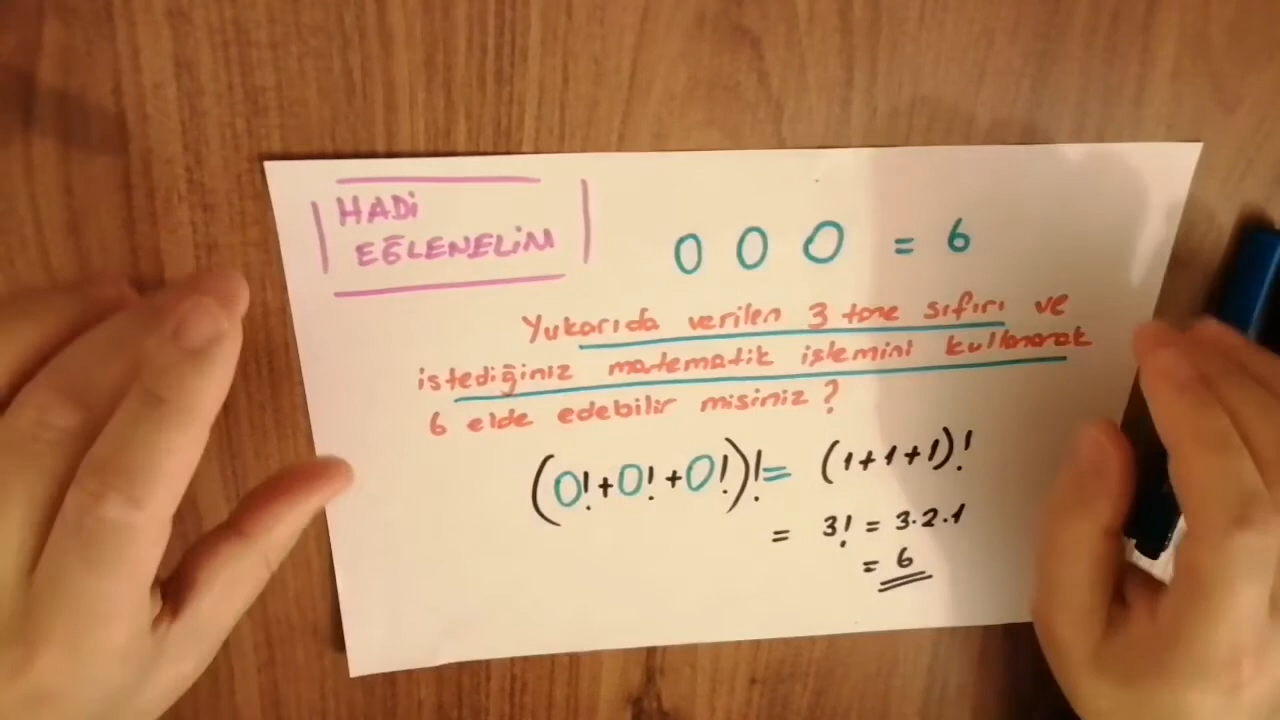 HADİ
EĞLENELİM
0 0 0 = 6
Yukarıda verilen 3 tane sıfırı ve
istediğiniz matematik işlemini kullanarak
6 elde edebilir misiniz ?
(0!+0!+0!)! = (1+1+1)!
= 3! = 3.2.1
= 6